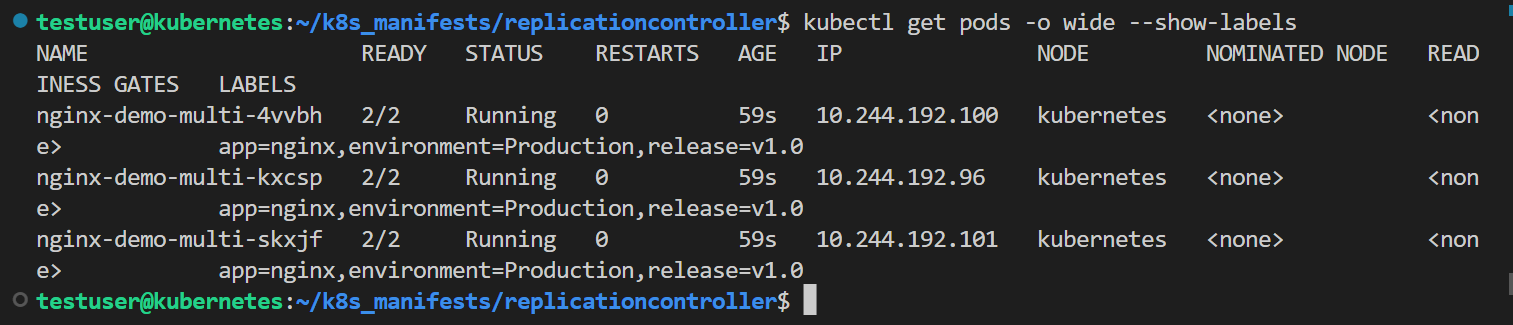 testuser@kubernetes:~/k8s_manifests/replicationcontroller$ kubectl get pods -o wide --show-labels
NAME                     READY   STATUS    RESTARTS   AGE   IP               NODE         NOMINATED NODE   READ
INESS GATES   LABELS
nginx-demo-multi-4vvbh   2/2     Running   0          59s   10.244.192.100   kubernetes   <none>           <non
e>            app=nginx,environment=Production,release=v1.0
nginx-demo-multi-kxcsp   2/2     Running   0          59s   10.244.192.96    kubernetes   <none>           <non
e>            app=nginx,environment=Production,release=v1.0
nginx-demo-multi-skxjf   2/2     Running   0          59s   10.244.192.101   kubernetes   <none>           <non
e>            app=nginx,environment=Production,release=v1.0
testuser@kubernetes:~/k8s_manifests/replicationcontroller$